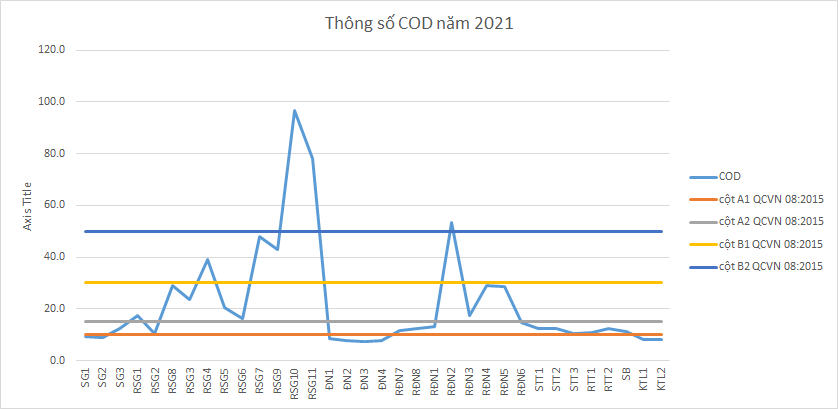 Thông số COD năm 2021
120.0
100.0
80.0
60.0
40.0
20.0
0.0
Axis Title
SG1 SG2 SG3 RSG1 RSG2 RSG8 RSG3 RSG4 RSG5 RSG6 RSG7 RSG9 RSG10 RSG11 ĐN1 ĐN2 ĐN3 ĐN4 RĐN7 RĐN8 RĐN1 RĐN2 RĐN3 RĐN4 RĐN5 RĐN6 STT1 STT2 STT3 RTT1 RTT2 SB KTL1 KTL2
COD
cột A1 QCVN 08:2015
cột A2 QCVN 08:2015
cột B1 QCVN 08:2015
cột B2 QCVN 08:2015